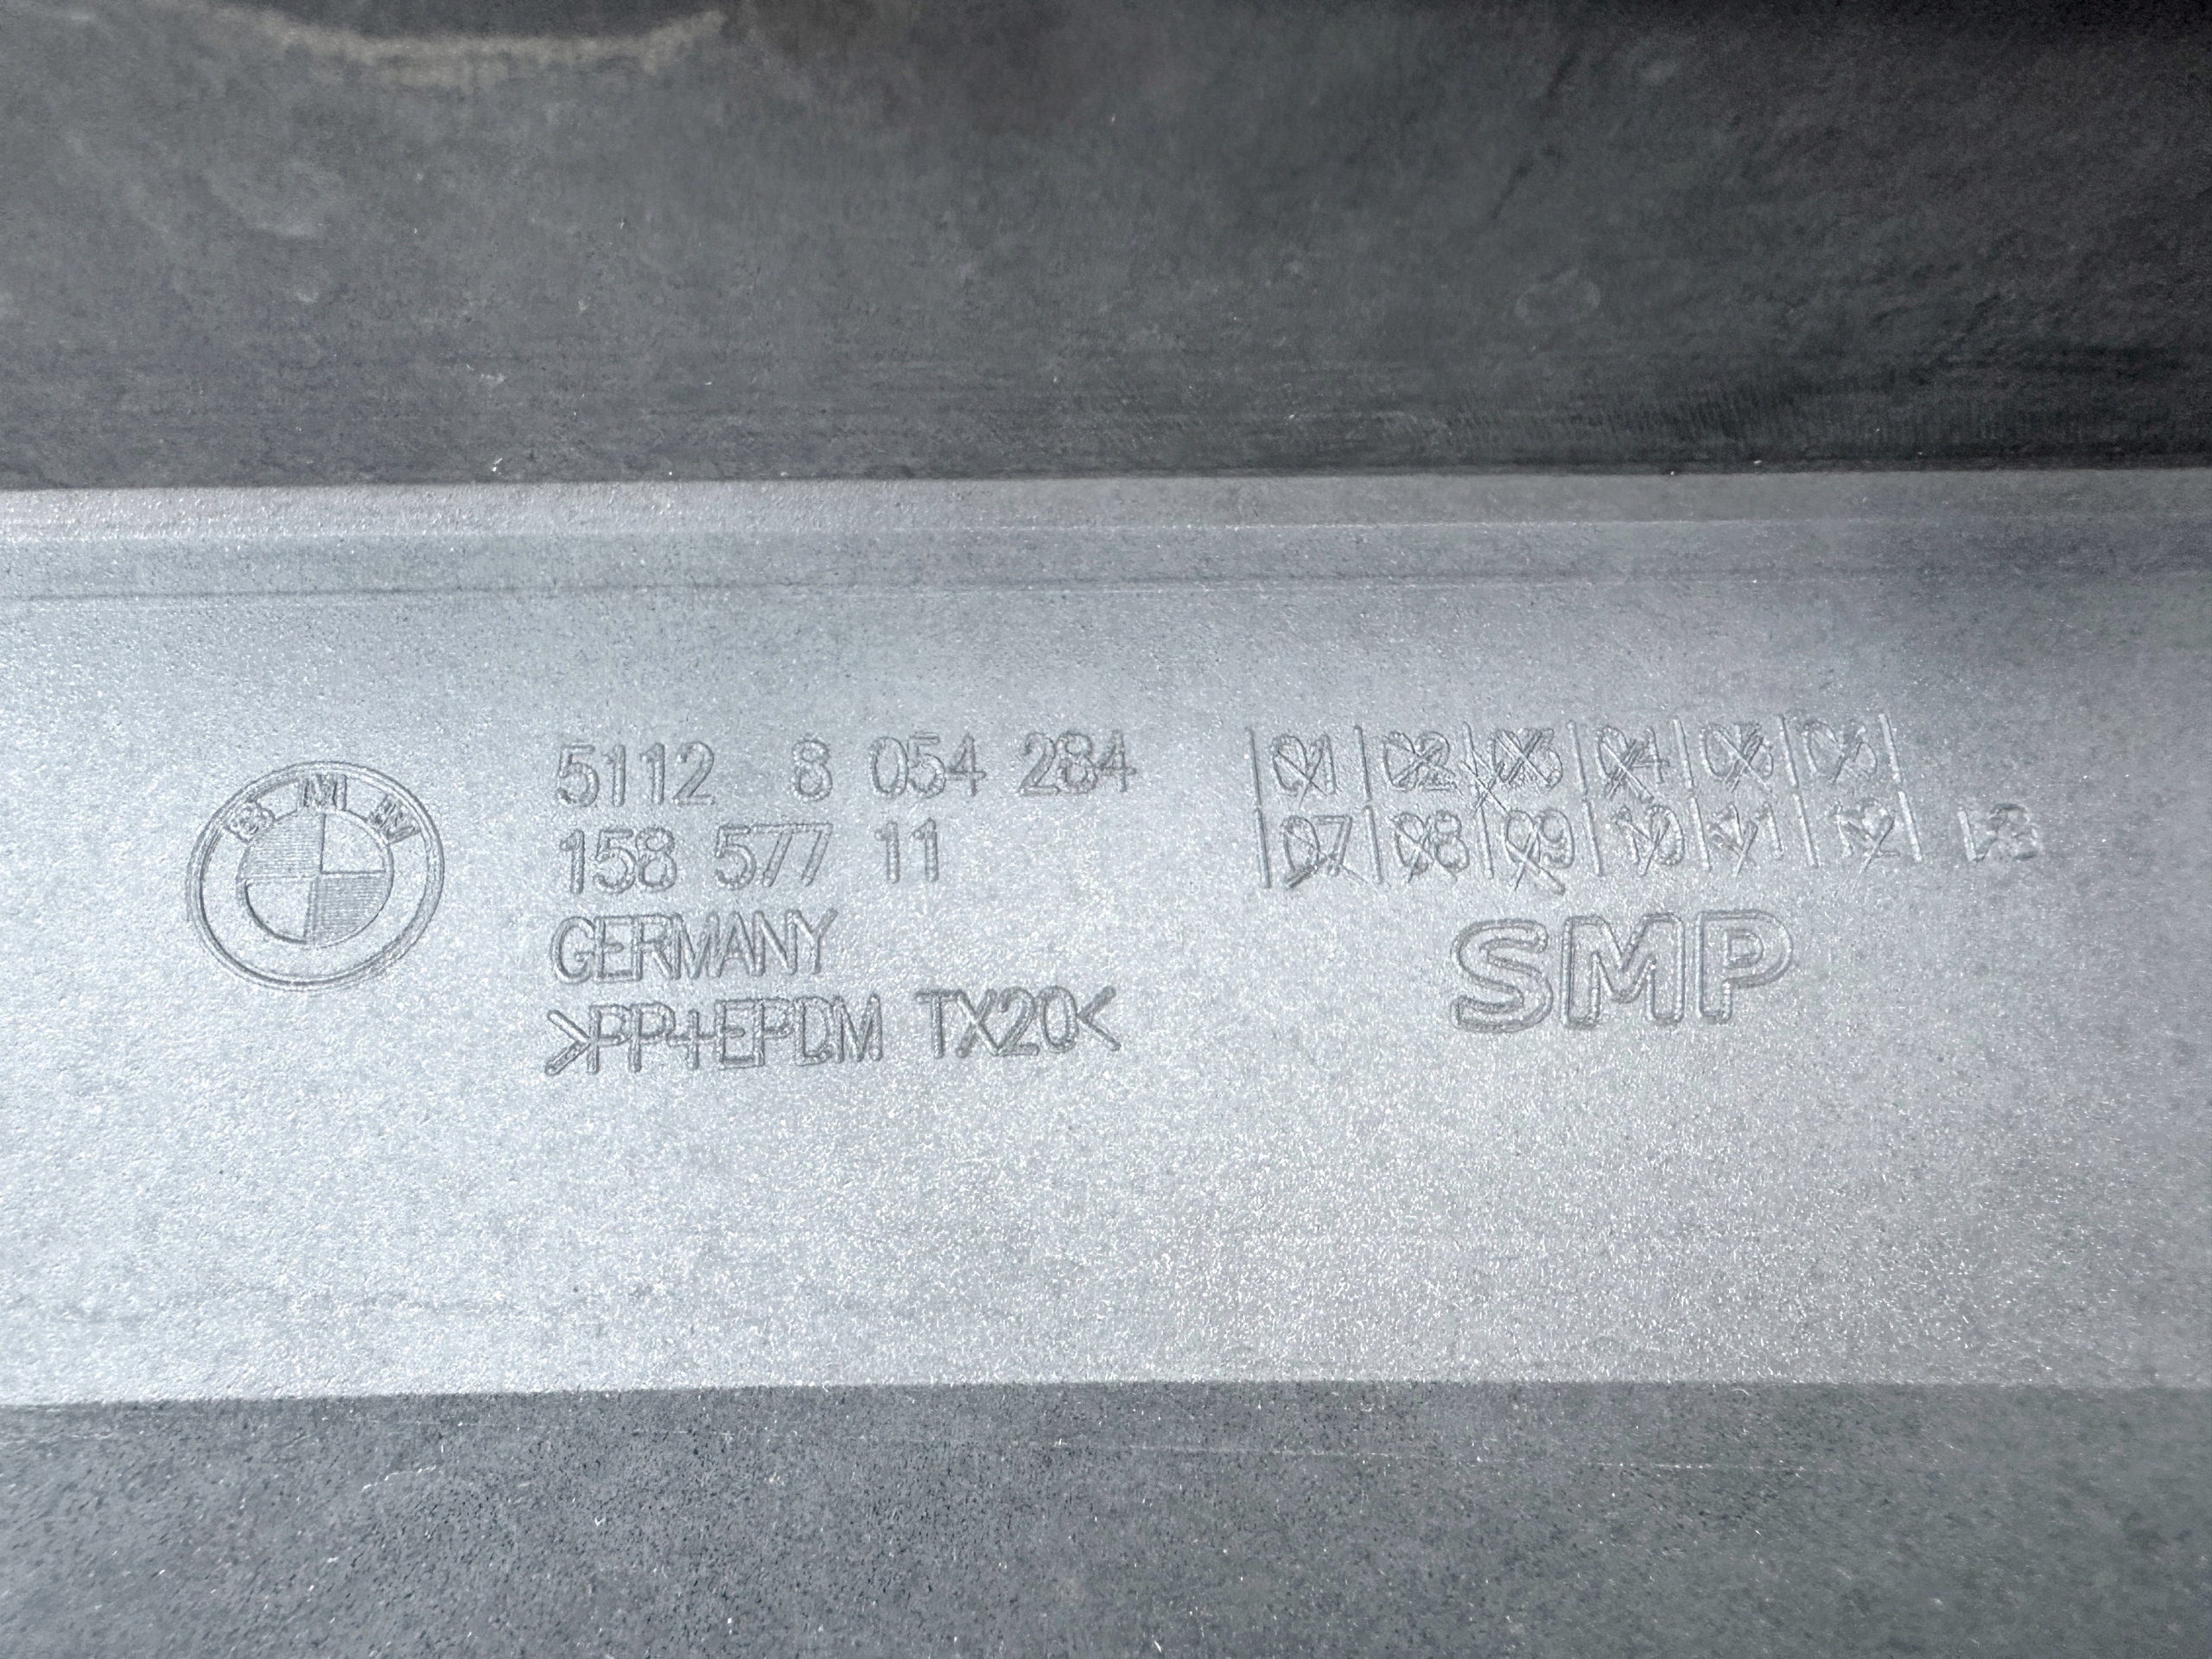 BMW
5112 8 054 284
158 577 11
GERMANY
>PP+EPDM TX20<
01 02 03 04 05 06
07 08 09 10 11 12
SMP